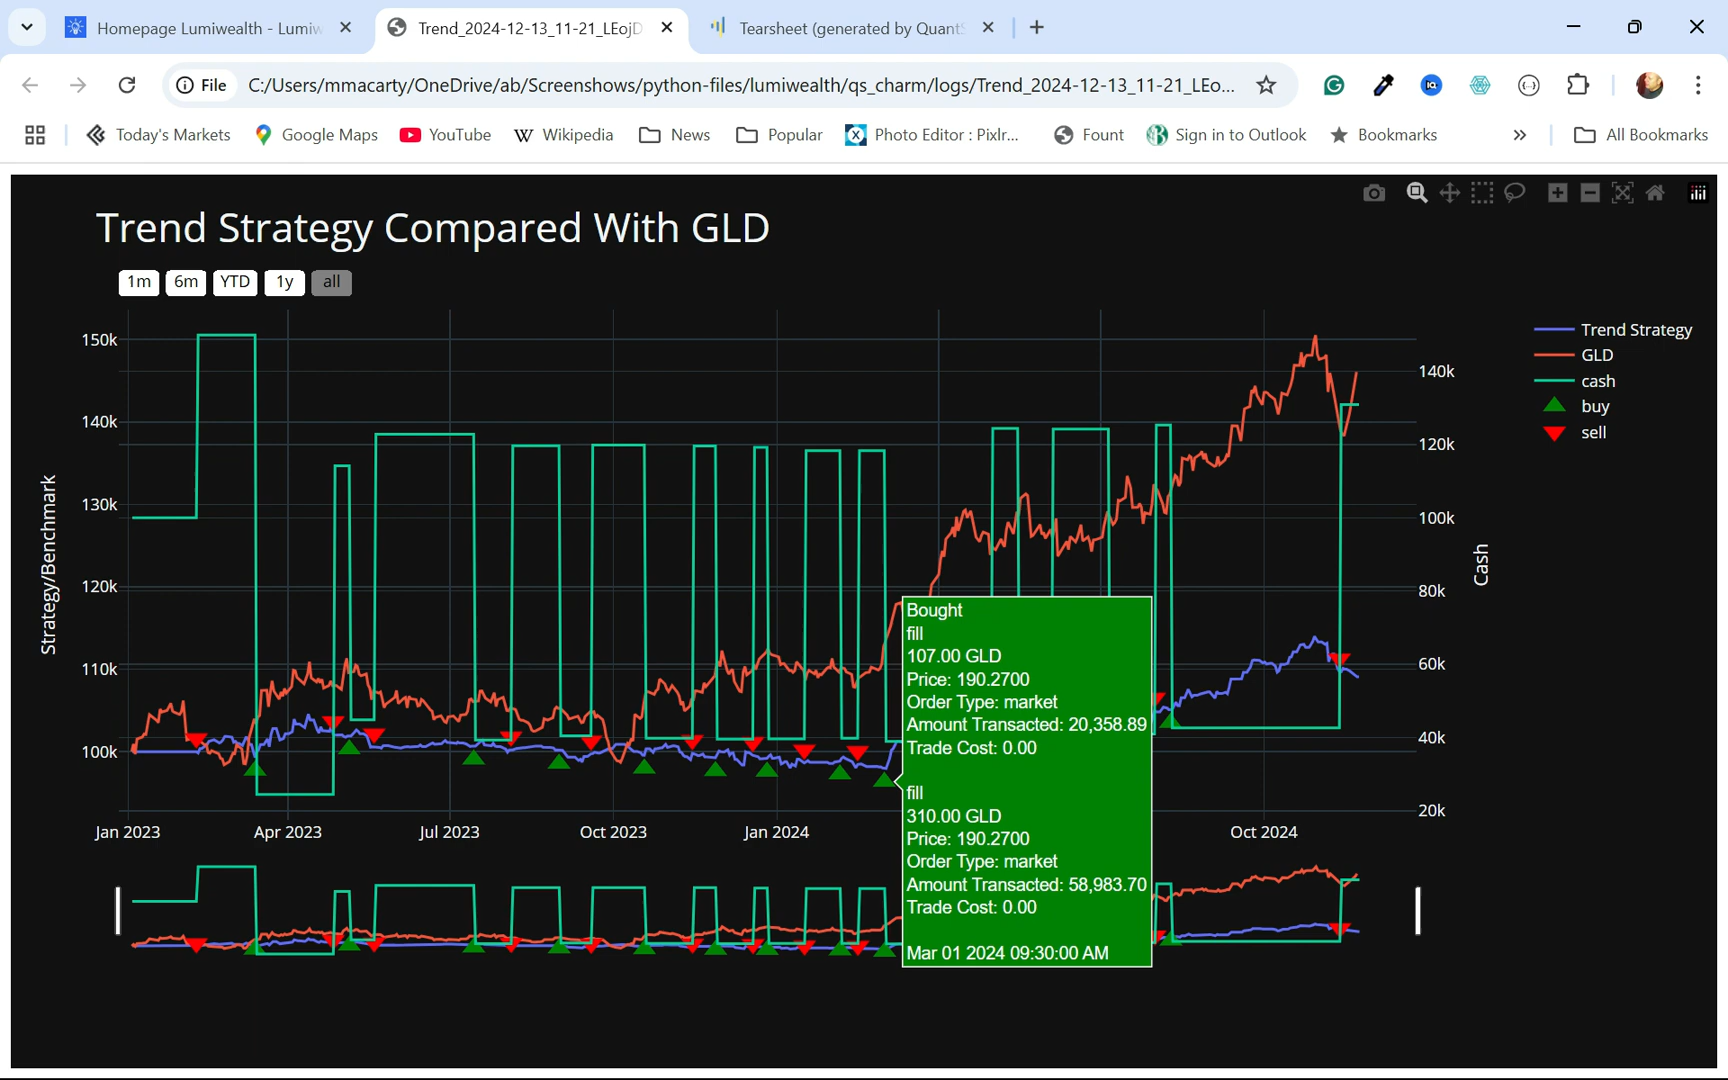 Homepage Lumiwealth - Lumiw
Trend_2024-12-13_11-21_LEojD
Tearsheet (generated by QuantS
File
C:/Users/mmacarty/OneDrive/ab/Screenshows/python-files/lumiwealth/qs_charm/logs/Trend_2024-12-13_11-21_LEo...
Today's Markets
Google Maps
YouTube
Wikipedia
News
Popular
Photo Editor : Pixlr...
Fount
Sign in to Outlook
Bookmarks
All Bookmarks
Trend Strategy Compared With GLD
1m
6m
YTD
1y
all
Strategy/Benchmark
150k
140k
130k
120k
110k
100k
140k
120k
100k
80k
60k
40k
20k
Cash
Trend Strategy
GLD
cash
buy
sell
Bought
fill
107.00 GLD
Price: 190.2700
Order Type: market
Amount Transacted: 20,358.89
Trade Cost: 0.00
fill
310.00 GLD
Price: 190.2700
Order Type: market
Amount Transacted: 58,983.70
Trade Cost: 0.00
Mar 01 2024 09:30:00 AM
Jan 2023
Apr 2023
Jul 2023
Oct 2023
Jan 2024
Oct 2024